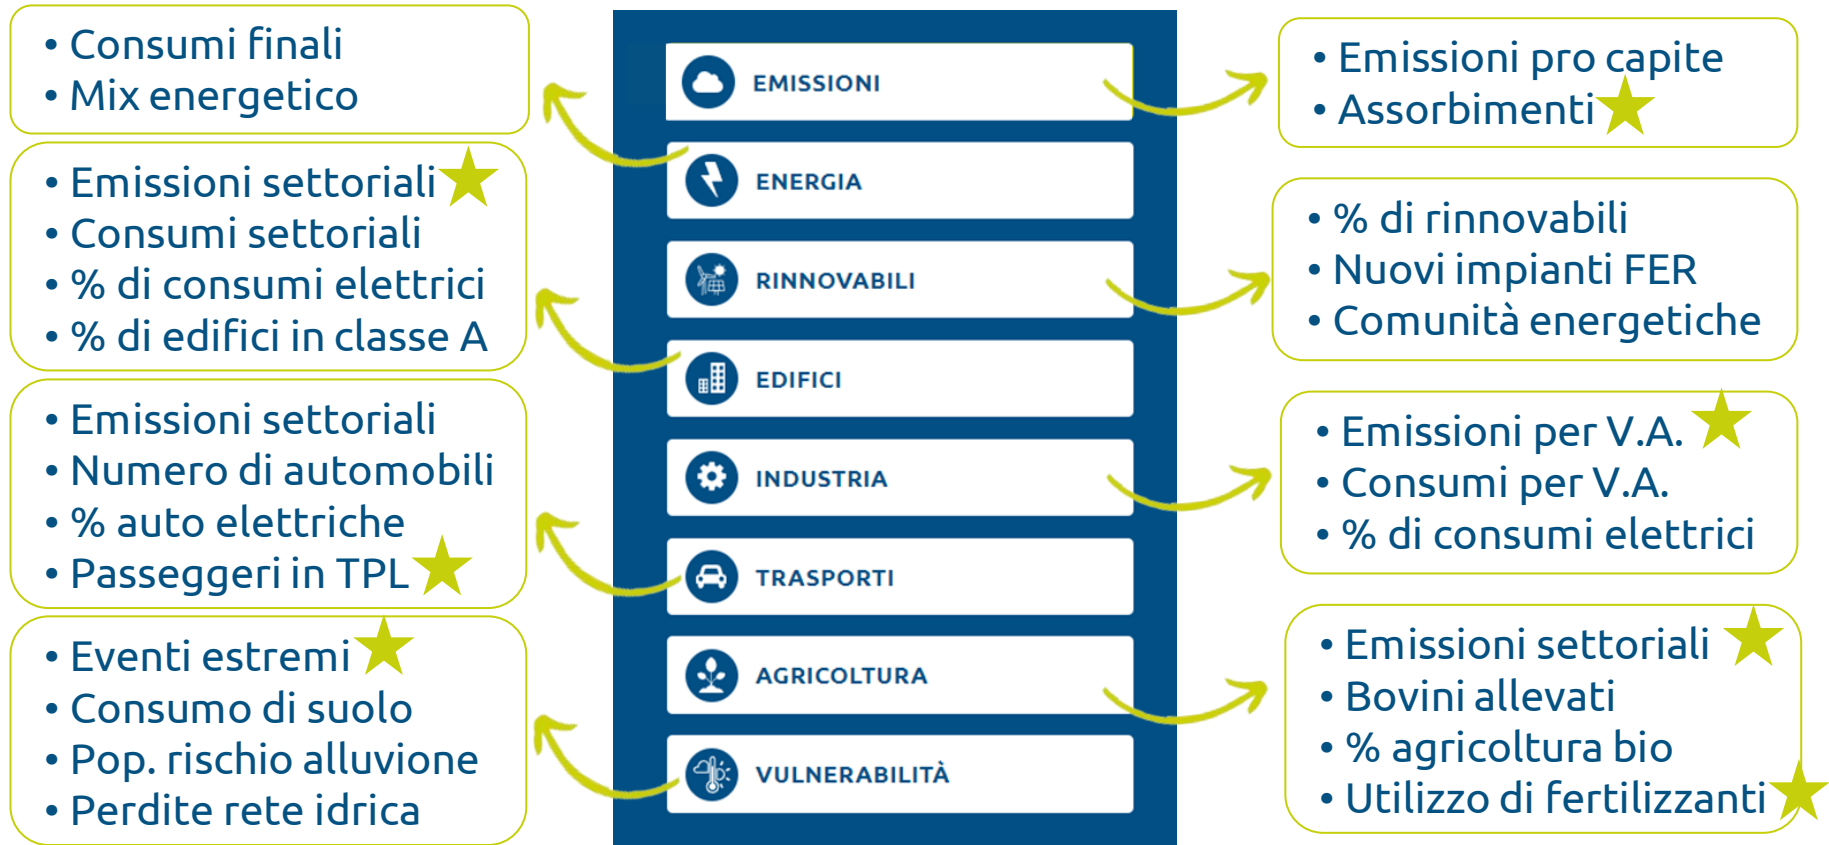 • Consumi finali
• Mix energetico
• Emissioni settoriali
• Consumi settoriali
• % di consumi elettrici
• % di edifici in classe A
• Emissioni settoriali
• Numero di automobili
• % auto elettriche
• Passeggeri in TPL
• Eventi estremi
• Consumo di suolo
• Pop. rischio alluvione
• Perdite rete idrica
EMISSIONI
ENERGIA
RINNOVABILI
EDIFICI
INDUSTRIA
TRASPORTI
AGRICOLTURA
VULNERABILITÀ
• Emissioni pro capite
• Assorbimenti
• % di rinnovabili
• Nuovi impianti FER
• Comunità energetiche
• Emissioni per V.A.
• Consumi per V.A.
• % di consumi elettrici
• Emissioni settoriali
• Bovini allevati
• % agricoltura bio
• Utilizzo di fertilizzanti